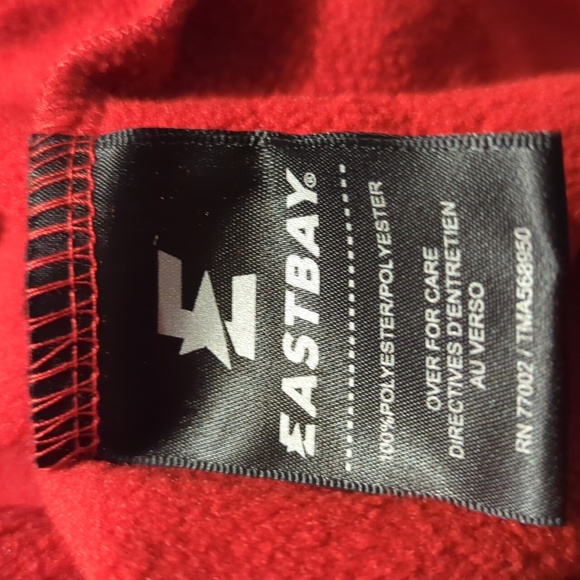 EASTBAY®
100%POLYESTER/POLYESTER
OVER FOR CARE
DIRECTIVES D'ENTRETIEN
AU VERSO
RN 77002 / TMA568950